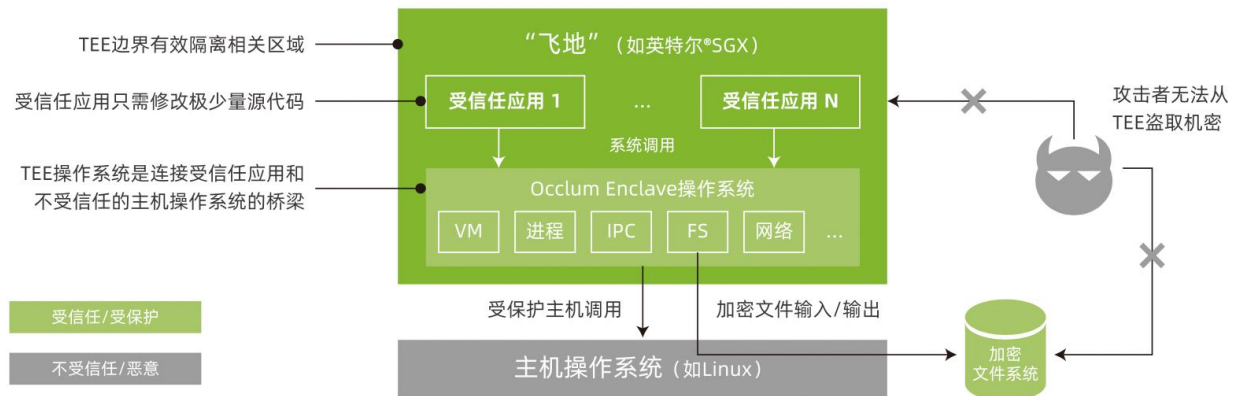 TEE边界有效隔离相关区域
受信任应用只需修改极少量源代码
TEE操作系统是连接受信任应用和
不受信任的主机操作系统的桥梁
“飞地”（如英特尔®SGX）
受信任应用 1
...
受信任应用 N
系统调用
Occlum Enclave操作系统
VM
进程
IPC
FS
网络
...
攻击者无法从
TEE盗取机密
受保护主机调用
加密文件输入/输出
受信任/受保护
不受信任/恶意
主机操作系统（如Linux）
加密
文件系统